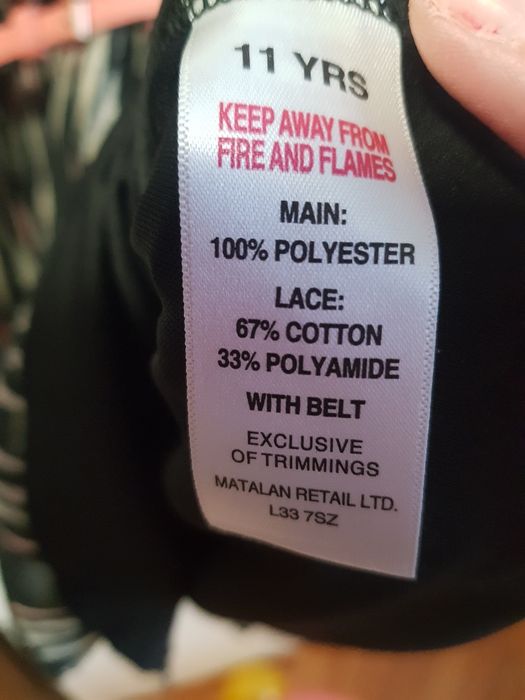 11 YRS
KEEP AWAY FROM
FIRE AND FLAMES
MAIN:
100% POLYESTER
LACE:
67% COTTON
33% POLYAMIDE
WITH BELT
EXCLUSIVE
OF TRIMMINGS
MATALAN RETAIL LTD.
L33 7SZ